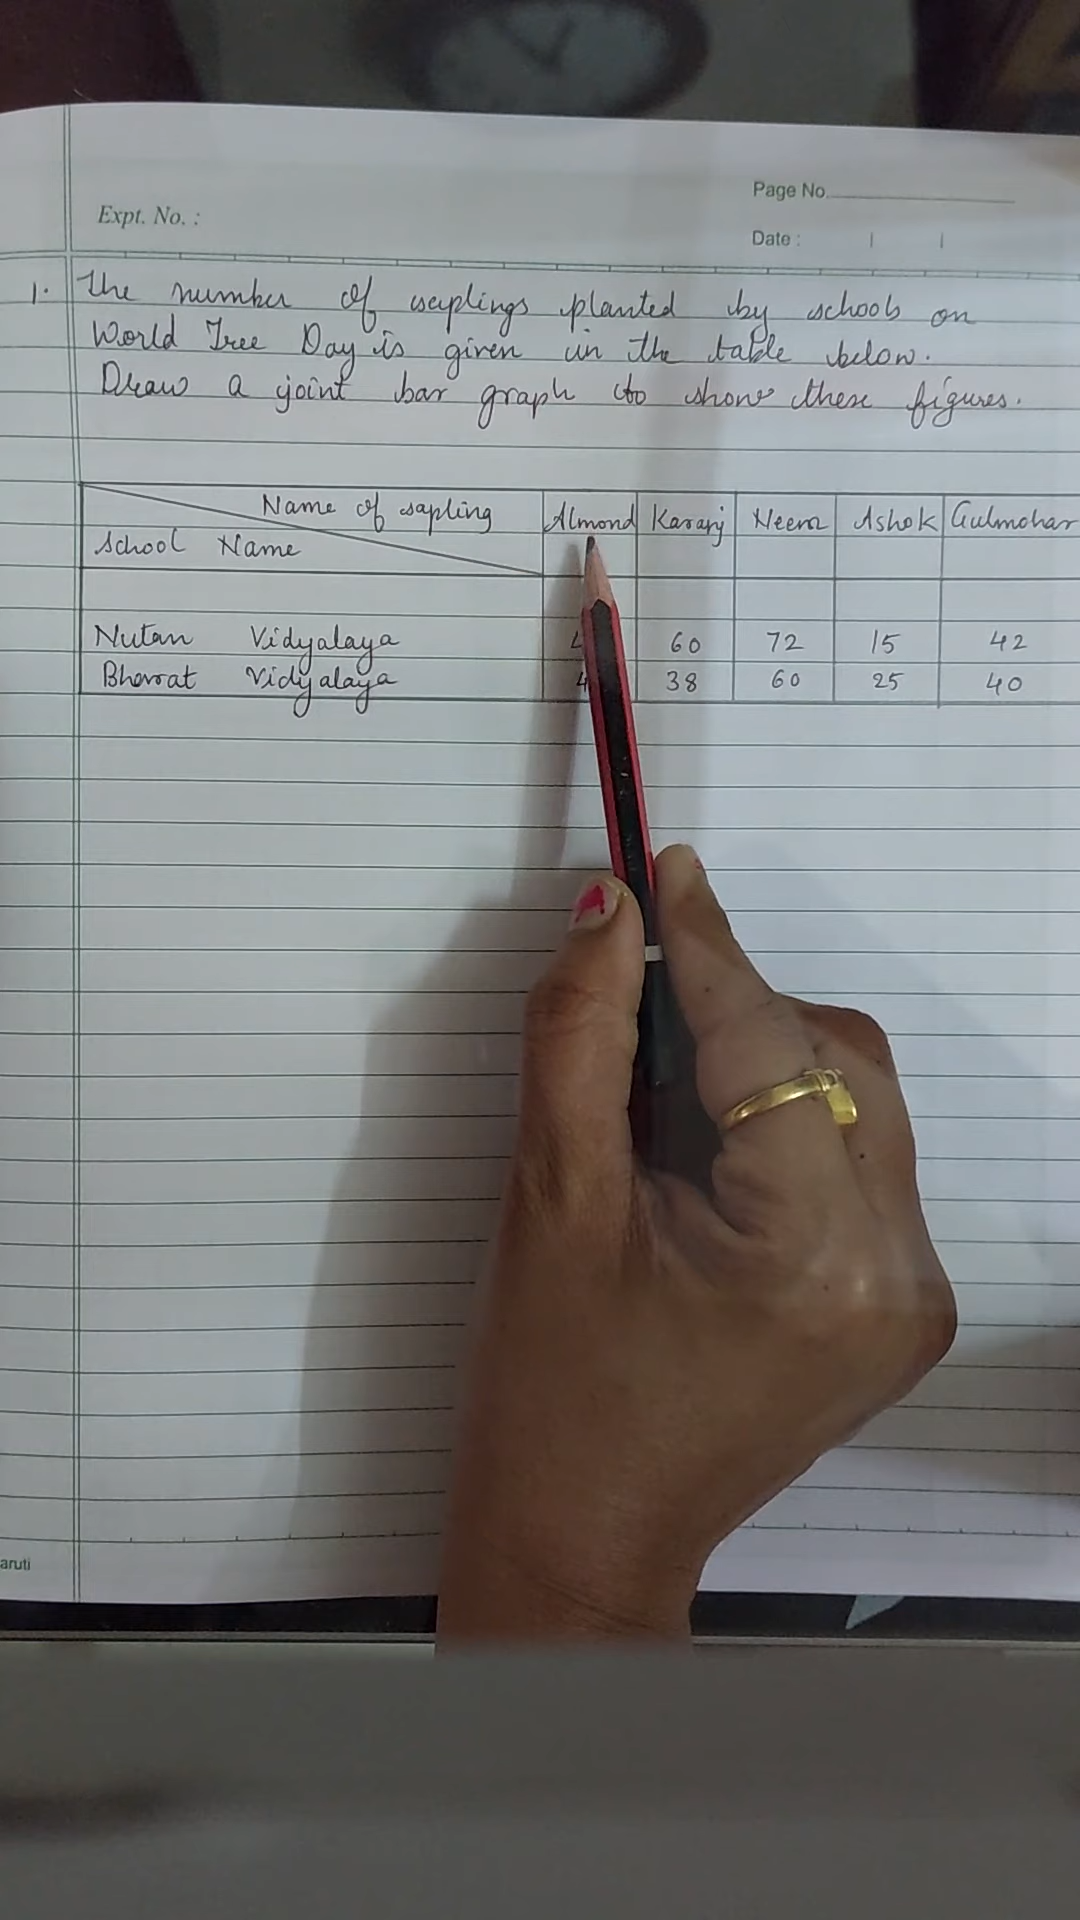 Page No.
Expt. No. :
Date :
1. The number of saplings planted by schools on
World Tree Day is given in the table below.
Draw a joint bar graph to show these figures.
Name of sapling Almond Karanj Neem Ashok Gulmohar
School Name
Nutan Vidyalaya 60 72 15 42
Bharat Vidyalaya 38 60 25 40
aruti